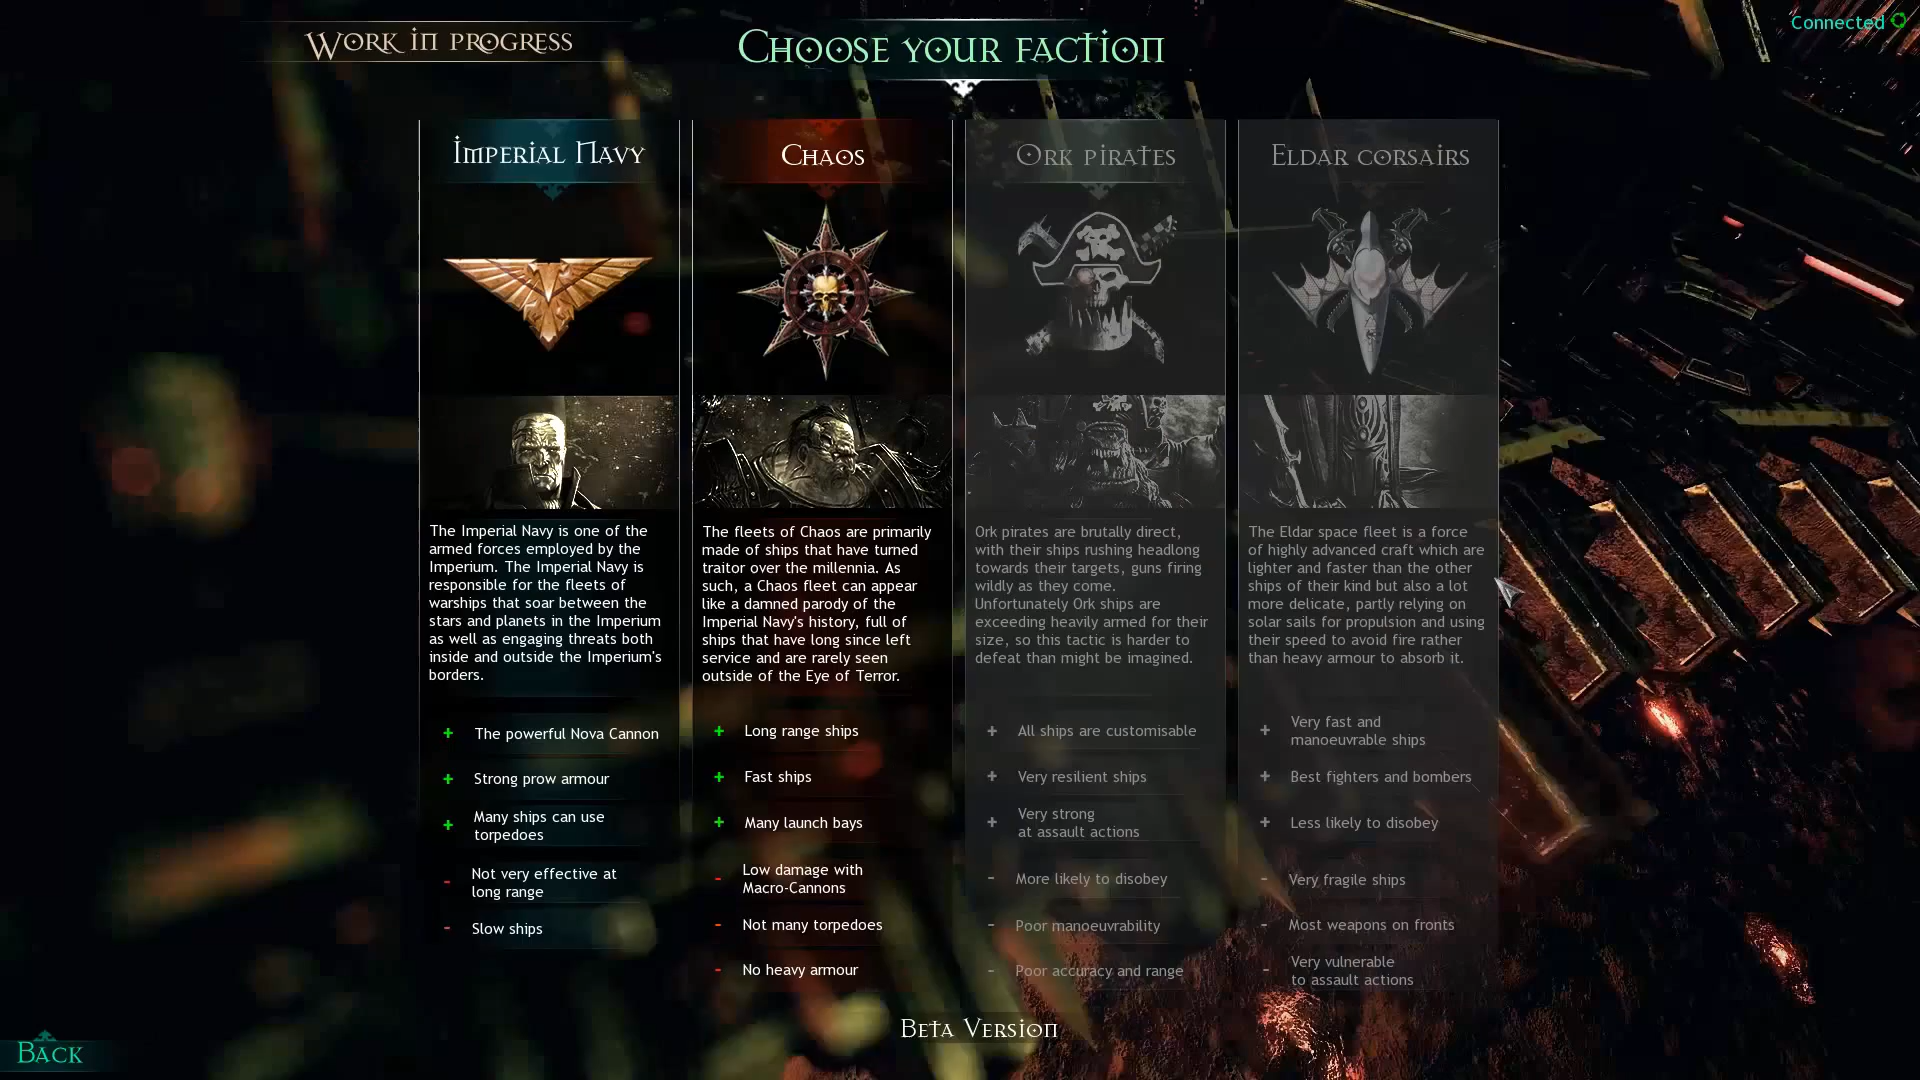 Work in progress
Choose your faction
Connected
Imperial Navy
The Imperial Navy is one of the
armed forces employed by the
Imperium. The Imperial Navy is
responsible for the fleets of
warships that soar between the
stars and planets in the Imperium
as well as engaging threats both
inside and outside the Imperium's
borders.
+ The powerful Nova Cannon
+ Strong prow armour
+ Many ships can use
torpedoes
- Not very effective at
long range
- Slow ships
Chaos
The fleets of Chaos are primarily
made of ships that have turned
traitor over the millennia. As
such, a Chaos fleet can appear
like a damned parody of the
Imperial Navy's history, full of
ships that have long since left
service and are rarely seen
outside of the Eye of Terror.
+ Long range ships
+ Fast ships
+ Many launch bays
- Low damage with
Macro-Cannons
- Not many torpedoes
- No heavy armour
Ork pirates
Ork pirates are brutally direct,
with their ships rushing headlong
towards their targets, guns firing
wildly as they come.
Unfortunately Ork ships are
exceeding heavily armed for their
size, so this tactic is harder to
defeat than might be imagined.
+ All ships are customisable
+ Very resilient ships
+ Very strong
at assault actions
- More likely to disobey
- Poor manoeuvrability
- Poor accuracy and range
Eldar corsairs
The Eldar space fleet is a force
of highly advanced craft which are
lighter and faster than the other
ships of their kind but also a lot
more delicate, partly relying on
solar sails for propulsion and using
their speed to avoid fire rather
than heavy armour to absorb it.
+ Very fast and
manoeuvrable ships
+ Best fighters and bombers
+ Less likely to disobey
- Very fragile ships
- Most weapons on fronts
- Very vulnerable
to assault actions
Beta Version
Back